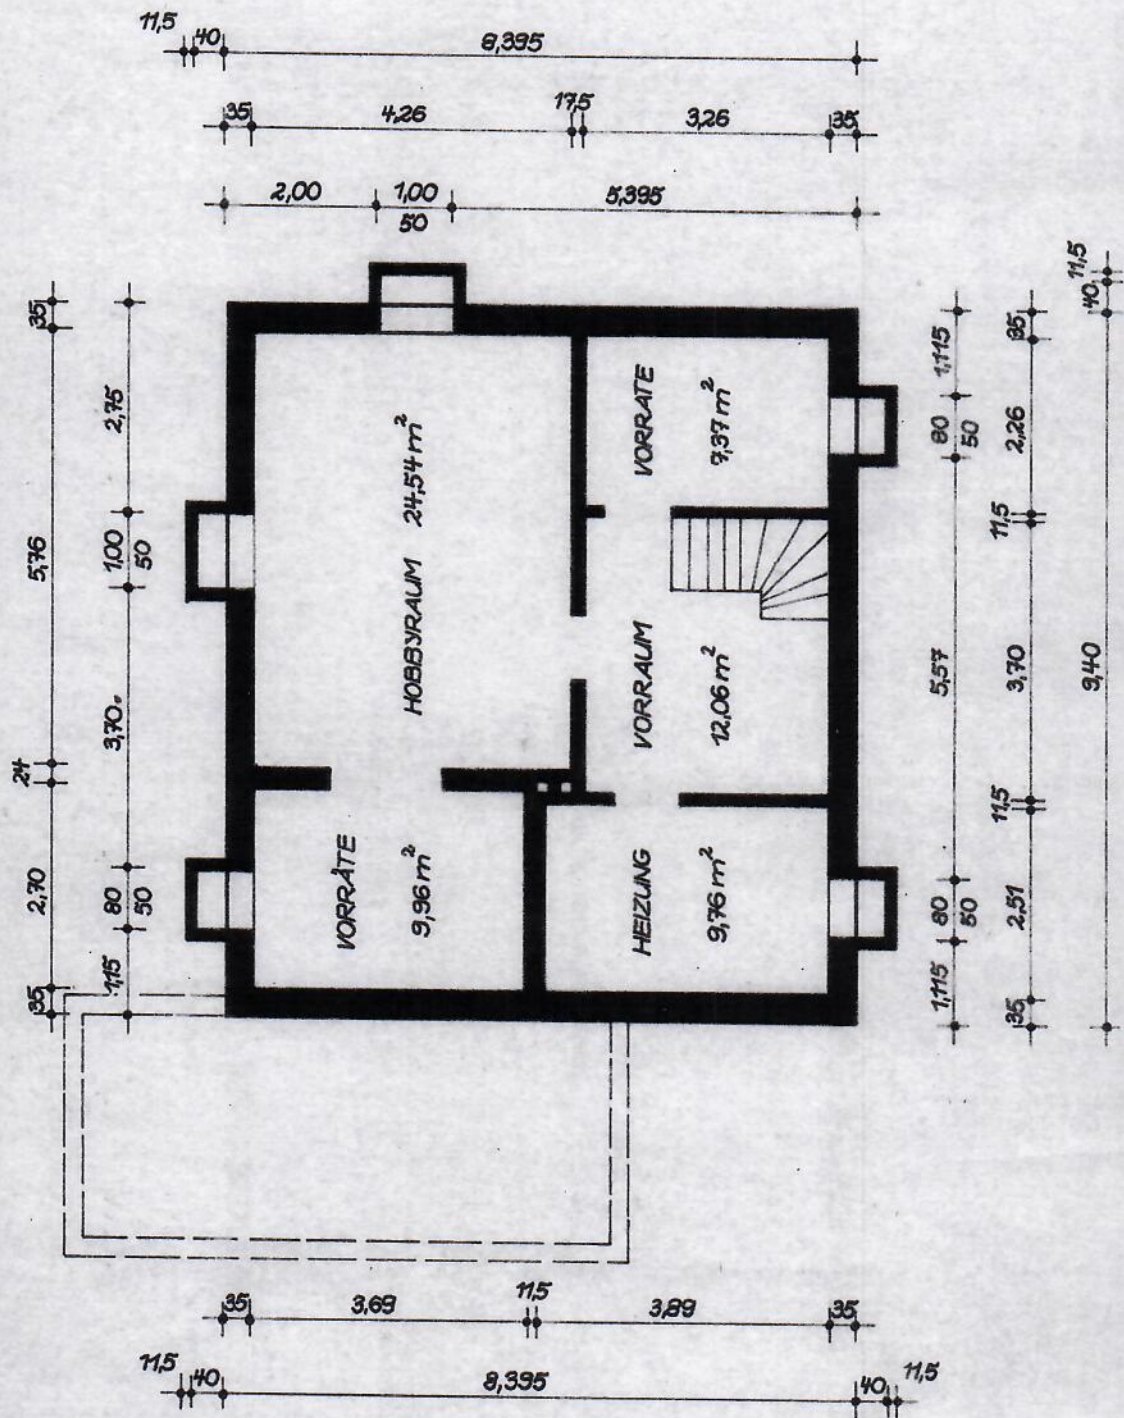 11,5 40 8,395
35 4,26 17,5 3,26 35
2,00 1,00 5,395
50
35 5,76 24 2,70 35
2,75 1,00 3,70 80 1,15
50 50
HOBBYRAUM 24,54 m²
VORRATE 7,37 m²
VORRAUM 12,06 m²
VORRÄTE 9,96 m²
HEIZUNG 9,76 m²
1,115 80 5,57 80 1,115
50 50
35 2,26 11,5 3,70 11,5 2,51 35
11,5 40 9,40
35 3,69 11,5 3,89 35
11,5 40 8,395 40 11,5